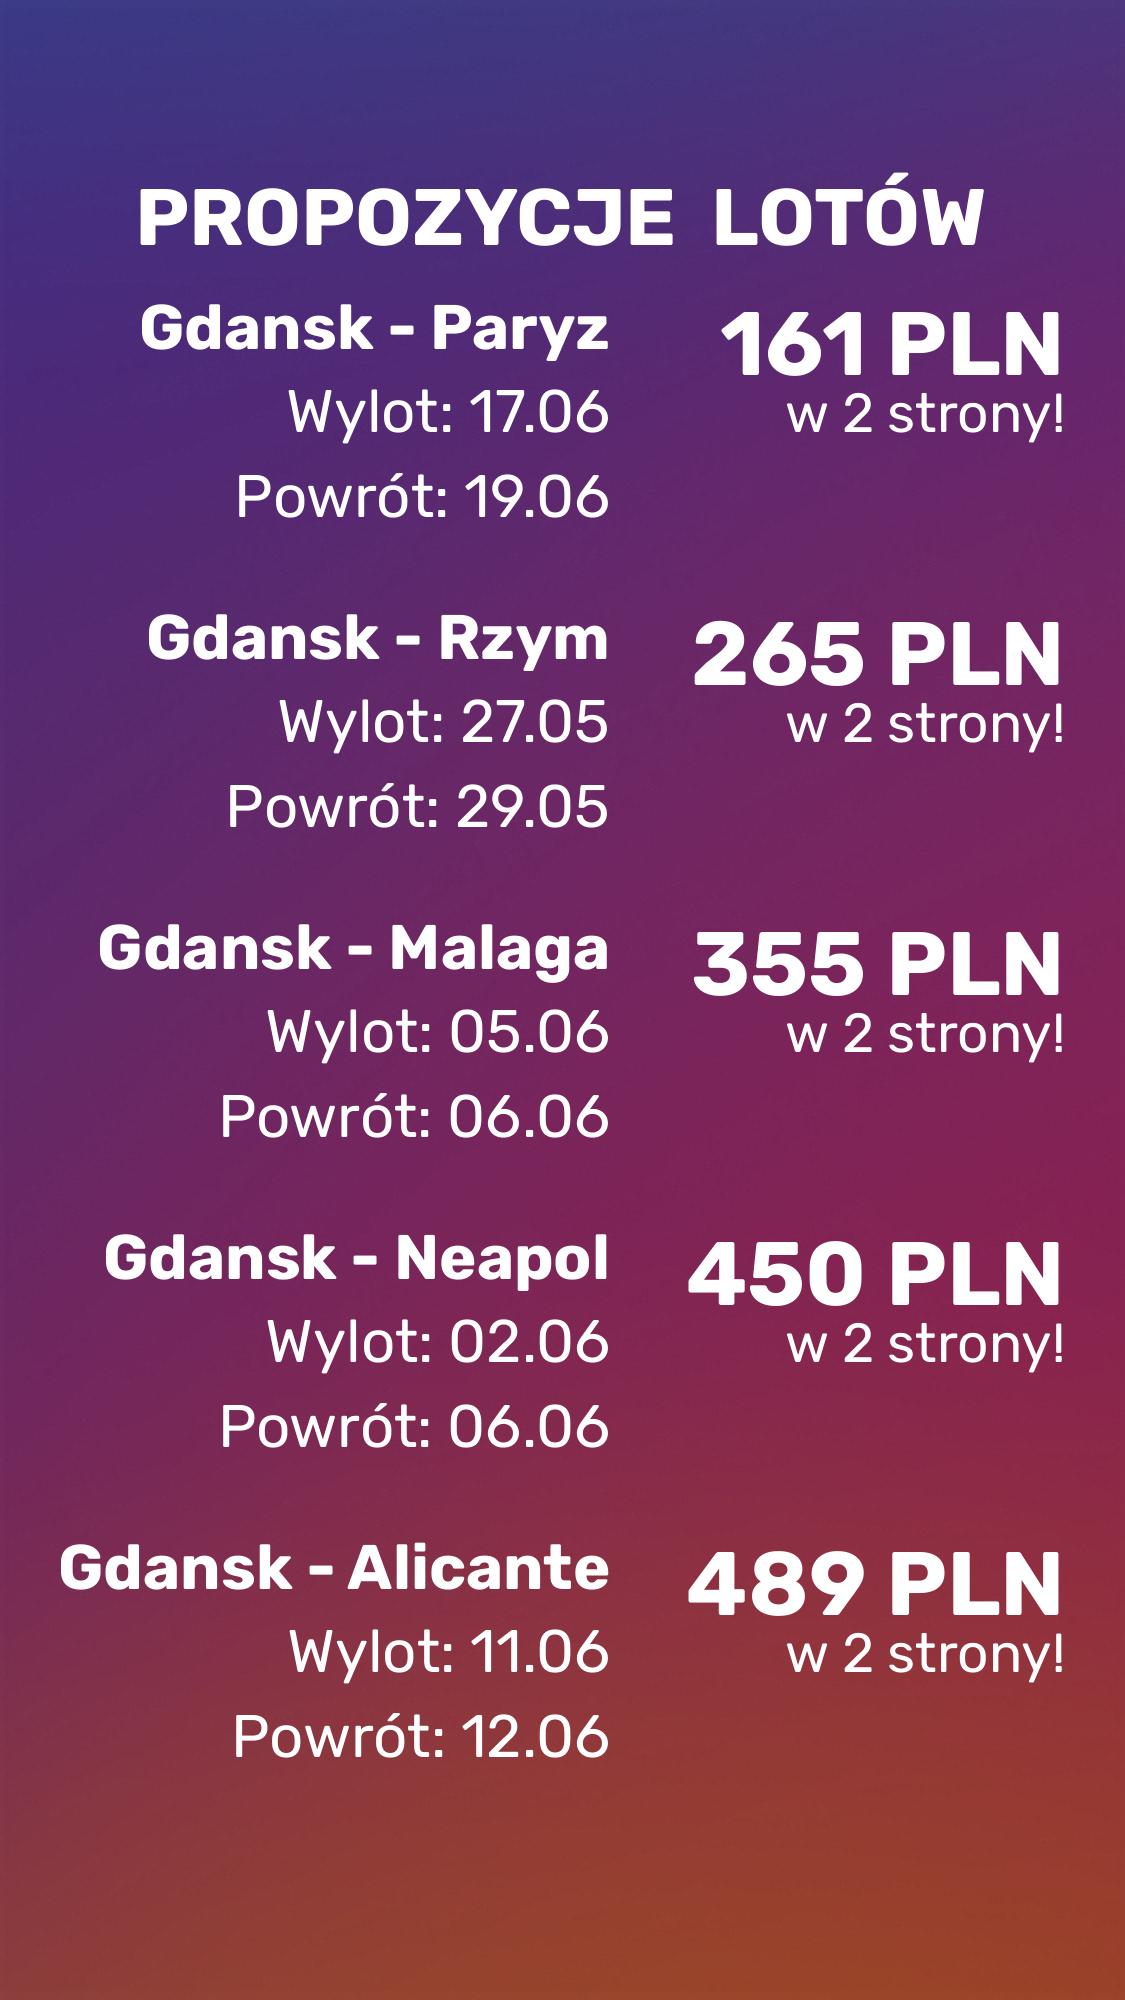 PROPOZYCJE LOTÓW
Gdansk - Paryz
161 PLN
Wylot: 17.06
w 2 strony!
Powrót: 19.06
Gdansk - Rzym
265 PLN
Wylot: 27.05
w 2 strony!
Powrót: 29.05
Gdansk - Malaga
355 PLN
Wylot: 05.06
w 2 strony!
Powrót: 06.06
Gdansk - Neapol
450 PLN
Wylot: 02.06
w 2 strony!
Powrót: 06.06
Gdansk - Alicante
489 PLN
Wylot: 11.06
w 2 strony!
Powrót: 12.06